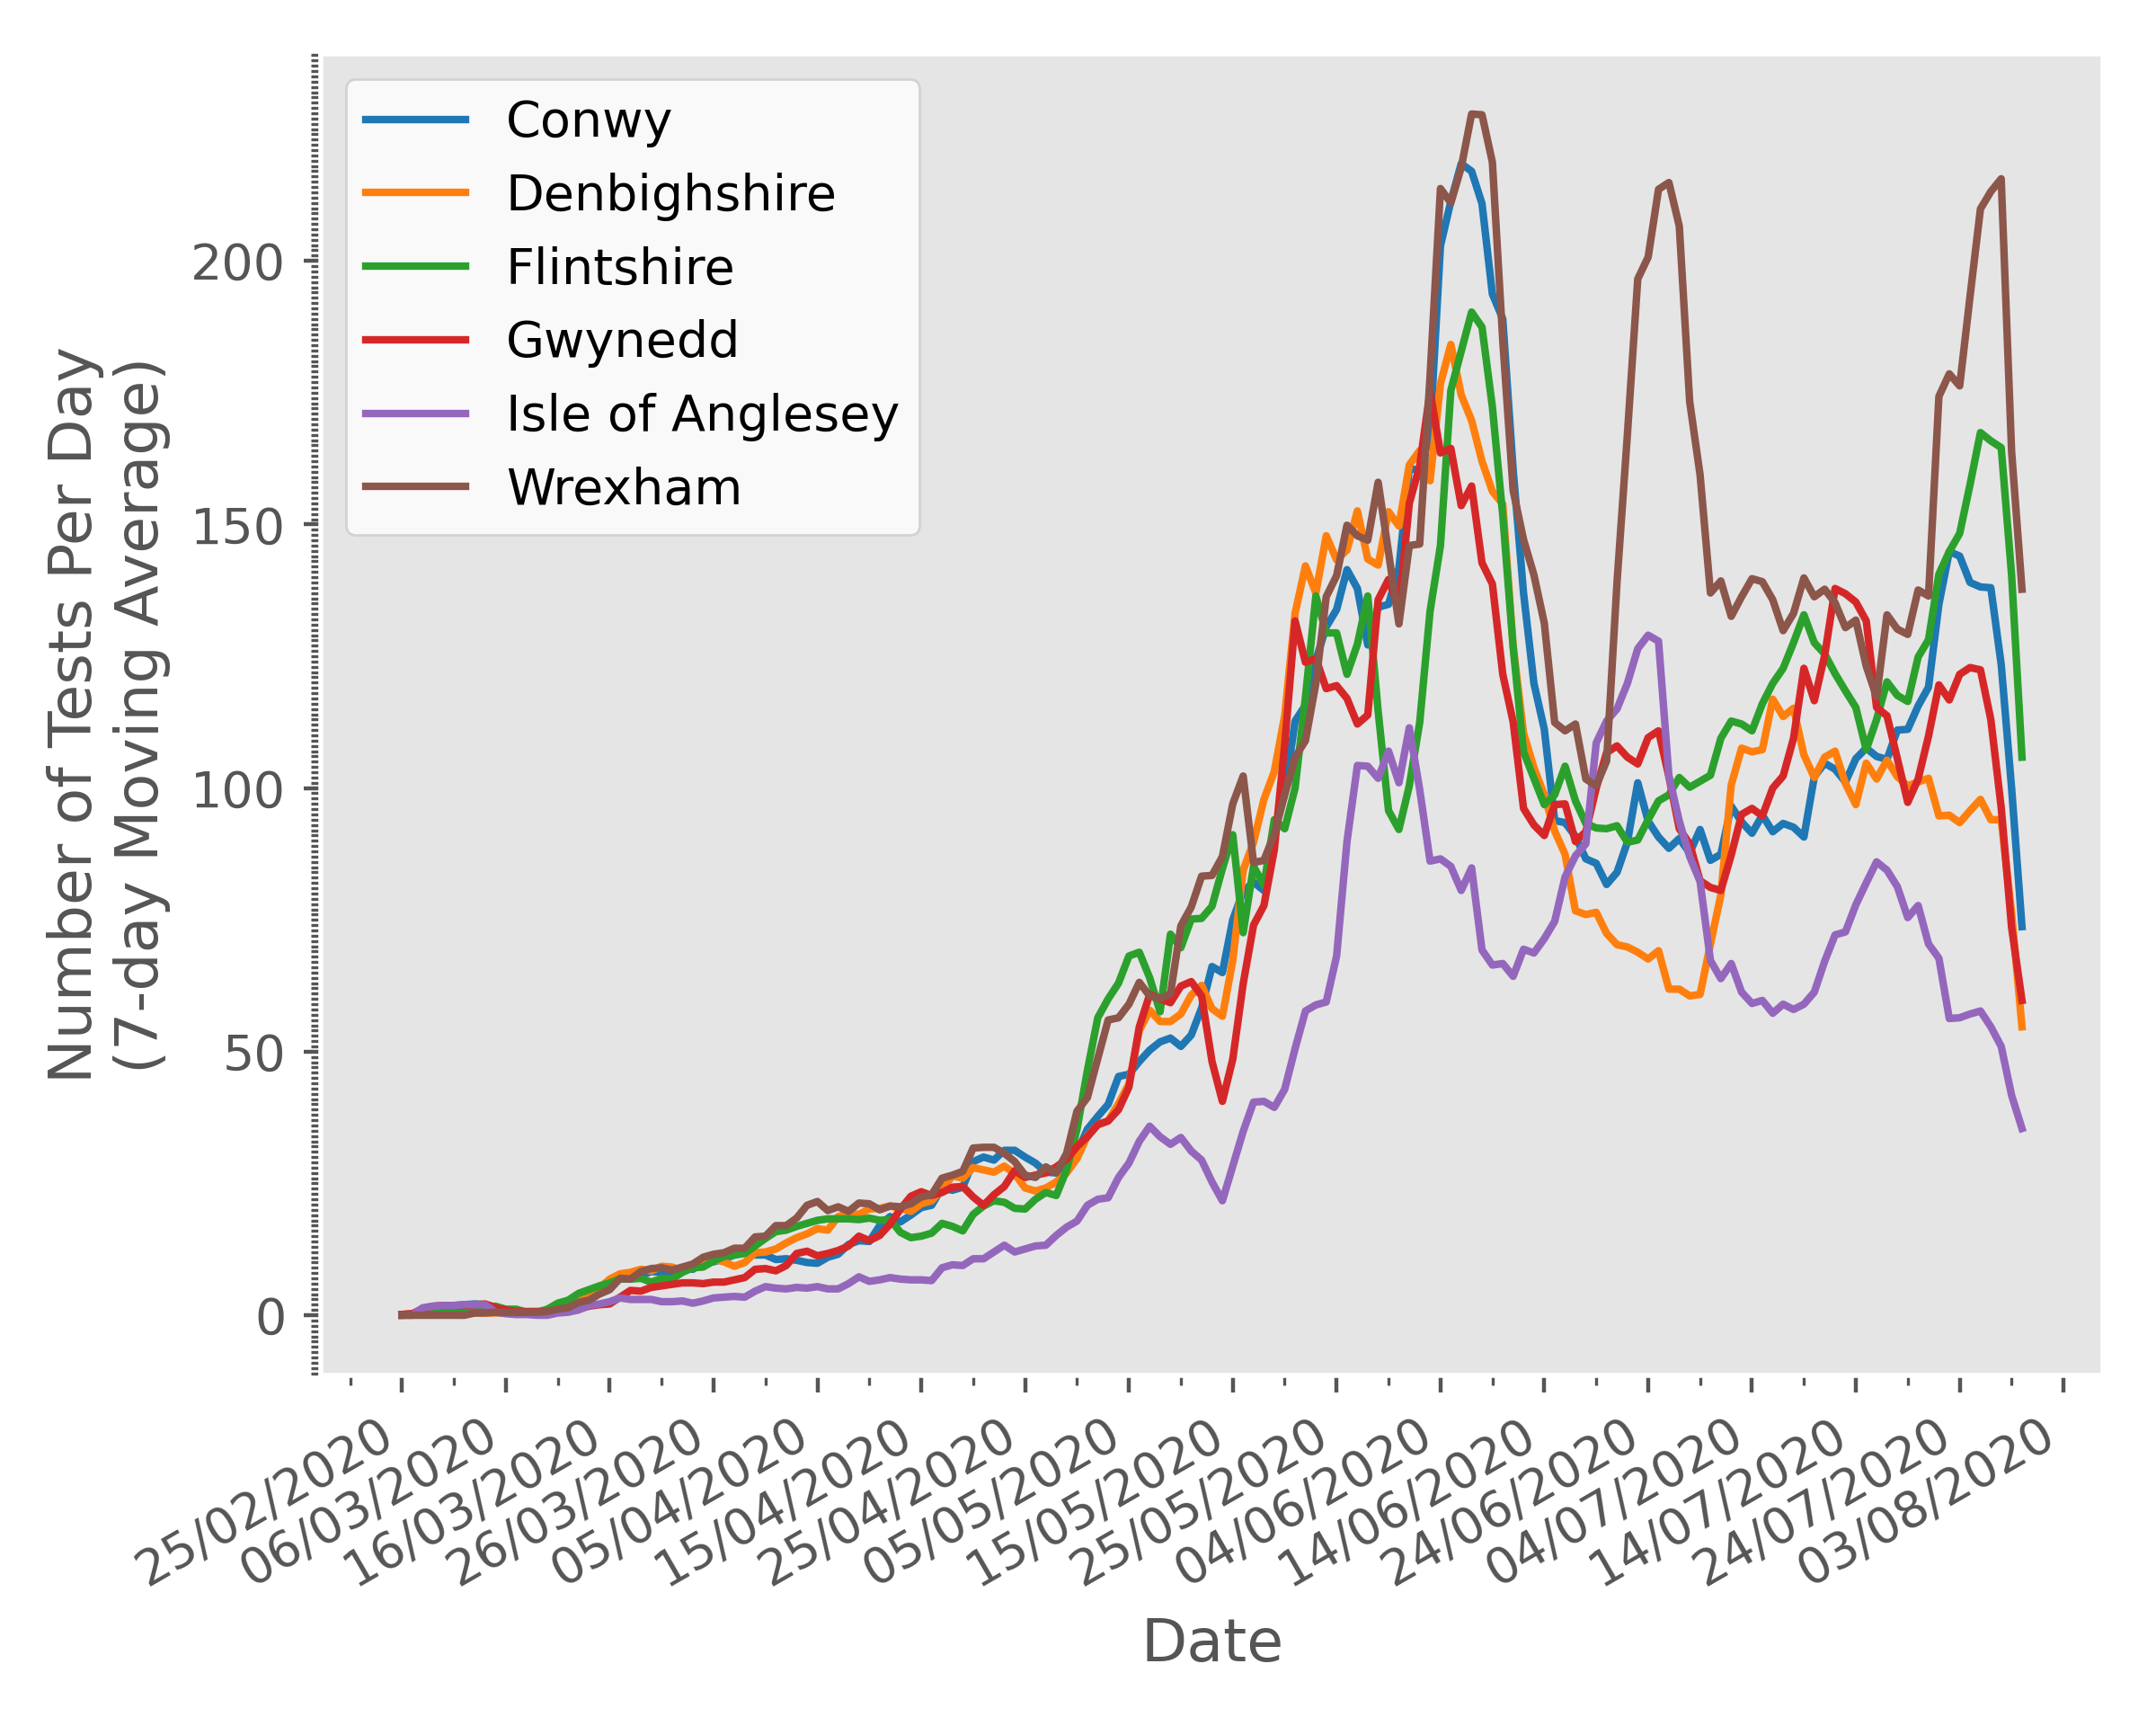 Conwy
Denbighshire
Flintshire
Gwynedd
Isle of Anglesey
Wrexham
Number of Tests Per Day
(7-day Moving Average)
200
150
100
50
0
25/02/2020
06/03/2020
16/03/2020
26/03/2020
05/04/2020
15/04/2020
25/04/2020
05/05/2020
15/05/2020
25/05/2020
04/06/2020
14/06/2020
24/06/2020
04/07/2020
14/07/2020
24/07/2020
03/08/2020
Date